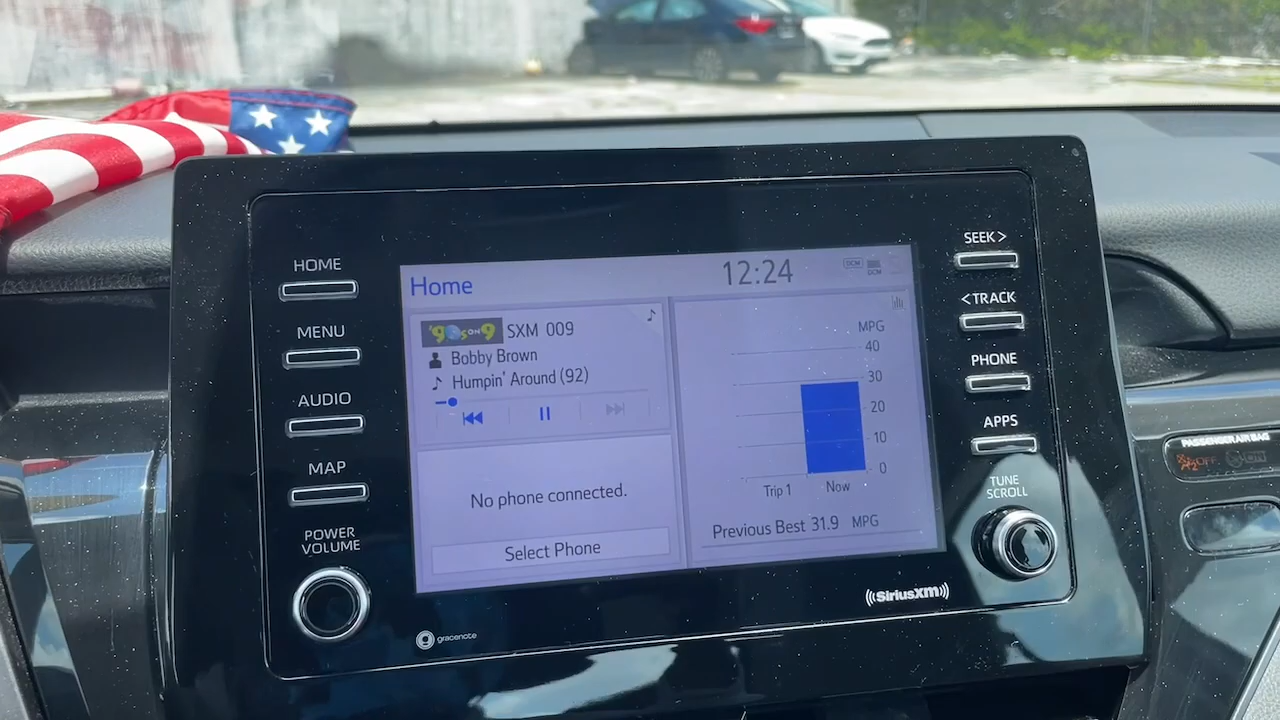 HOME
MENU
AUDIO
MAP
POWER
VOLUME
Home
12:24
DCM
DCM
'90s ON 9
SXM 009
Bobby Brown
Humpin' Around (92)
No phone connected.
Select Phone
MPG
40
30
20
10
0
Trip 1
Now
Previous Best 31.9 MPG
SEEK>
<TRACK
PHONE
APPS
TUNE
SCROLL
gracenote
((SiriusXM))
PASSENGER AIR BAG
OFF